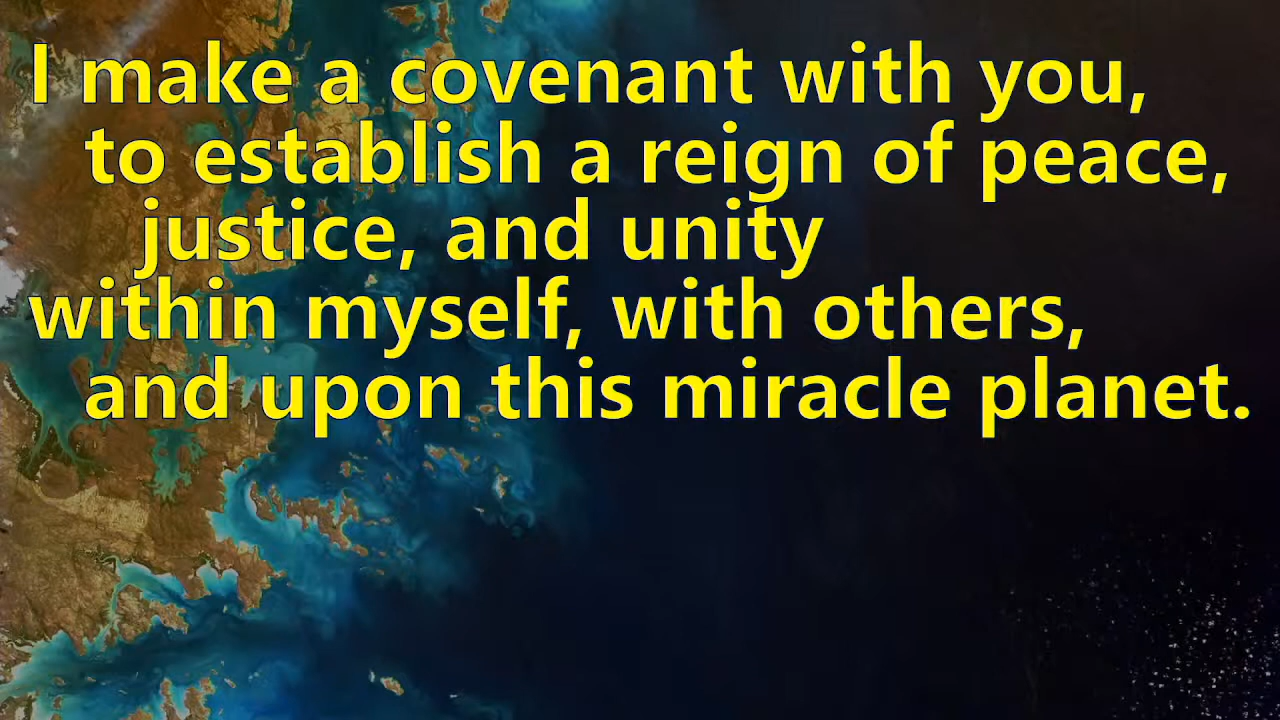 I make a covenant with you,
to establish a reign of peace,
justice, and unity
within myself, with others,
and upon this miracle planet.